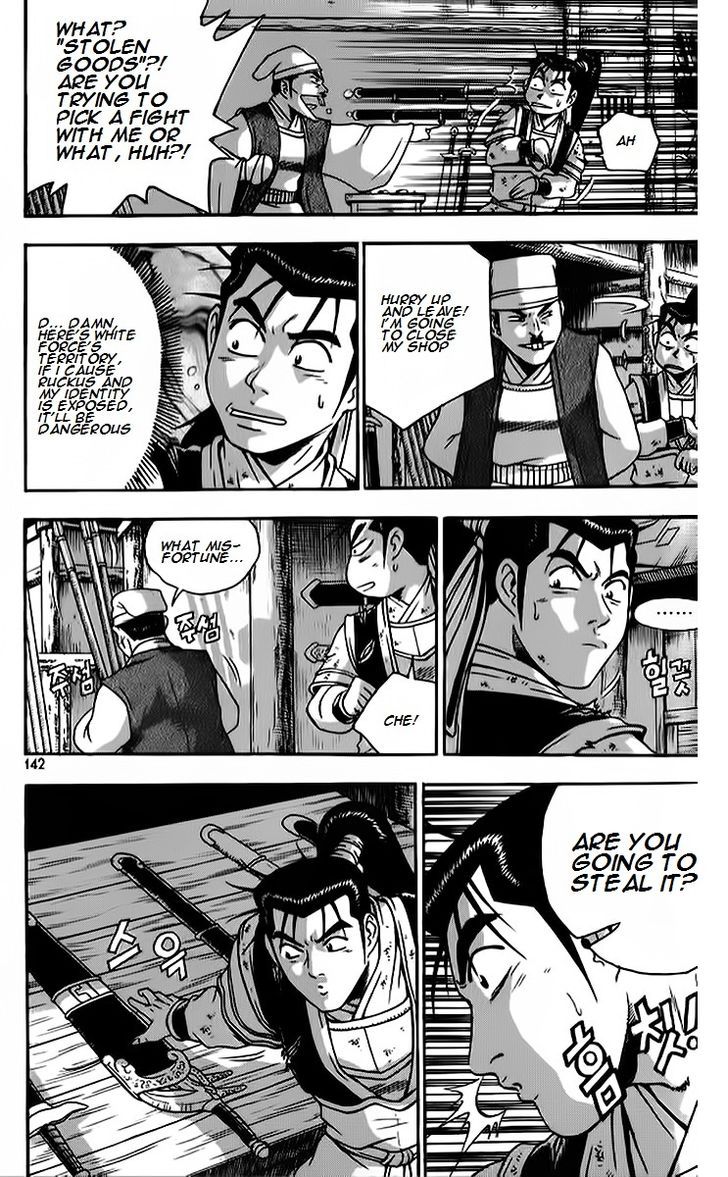 WHAT?
"STOLEN
GOODS"?!
ARE YOU
TRYING TO
PICK A FIGHT
WITH ME OR
WHAT, HUH?!
AH
D... DAMN,
HERE'S WHITE
FORCE'S
TERRITORY,
IF I CAUSE
RUCKUS AND
MY IDENTITY
IS EXPOSED,
IT'LL BE
DANGEROUS
HURRY UP
AND LEAVE!
I'M GOING
TO CLOSE
MY SHOP
WHAT MIS-
FORTUNE...
주섬
주섬
CHE!
......
힐끗
142
스윽
ARE YOU
GOING TO
STEAL IT?
흠칫!